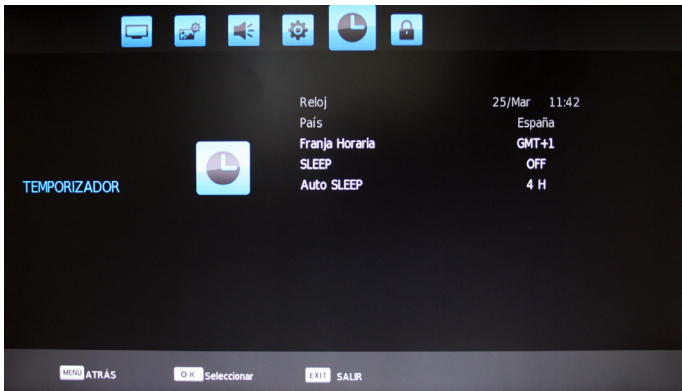 Reloj 25/Mar 11:42
País España
Franja Horaria GMT+1
SLEEP OFF
Auto SLEEP 4 H
TEMPORIZADOR
MENU ATRÁS OK Seleccionar EXIT SALIR